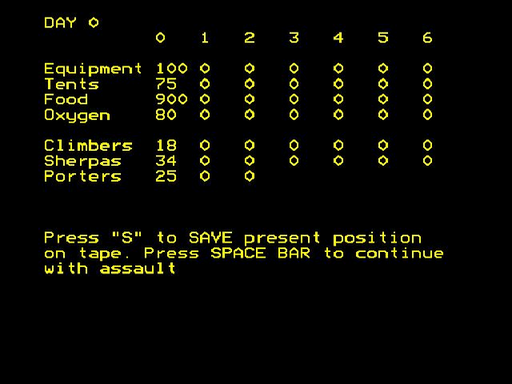 DAY 0
0 1 2 3 4 5 6
Equipment 100 0 0 0 0 0 0
Tents 75 0 0 0 0 0 0
Food 900 0 0 0 0 0 0
Oxygen 80 0 0 0 0 0 0
Climbers 18 0 0 0 0 0 0
Sherpas 34 0 0 0 0 0 0
Porters 25 0 0
Press "S" to SAVE present position
on tape. Press SPACE BAR to continue
with assault